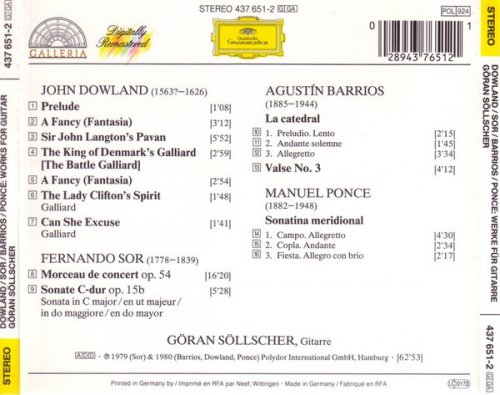 STEREO 437 651-2 GI GA
POL 924
Digitally
Remastered
GALLERIA
Deutsche
Grammophon
0
28943 76512
01
JOHN DOWLAND (1563?–1626)
1 Prelude [1'08]
2 A Fancy (Fantasia) [3'12]
3 Sir John Langton's Pavan [5'52]
4 The King of Denmark's Galliard [2'59]
[The Battle Galliard]
5 A Fancy (Fantasia) [2'54]
6 The Lady Clifton's Spirit [1'48]
Galliard
7 Can She Excuse [1'41]
Galliard
FERNANDO SOR (1778–1839)
8 Morceau de concert op. 54 [16'20]
9 Sonate C-dur op. 15b [5'28]
Sonata in C major/en ut majeur/
in do maggiore/en do mayor
AGUSTÍN BARRIOS
(1885–1944)
La catedral
10 1. Preludio. Lento [2'15]
11 2. Andante solemne [1'45]
12 3. Allegretto [3'34]
13 Valse No. 3 [4'12]
MANUEL PONCE
(1882–1948)
Sonatina meridional
14 1. Campo. Allegretto [4'30]
15 2. Copla. Andante [2'34]
16 3. Fiesta. Allegro con brio [2'17]
GÖRAN SÖLLSCHER, Gitarre
ADD · ℗ 1979 (Sor) & 1980 (Barrios, Dowland, Ponce) Polydor International GmbH, Hamburg · [62'53]
Printed in Germany by / Imprimé en RFA par Neef, Wittingen · Made in Germany / Fabriqué en RFA
LC 0173
437 651-2 GI GA
DOWLAND / SOR / BARRIOS / PONCE: WORKS FOR GUITAR
GÖRAN SÖLLSCHER
STEREO
STEREO
DOWLAND / SOR / BARRIOS / PONCE: WERKE FÜR GITARRE
GÖRAN SÖLLSCHER
437 651-2 GI GA